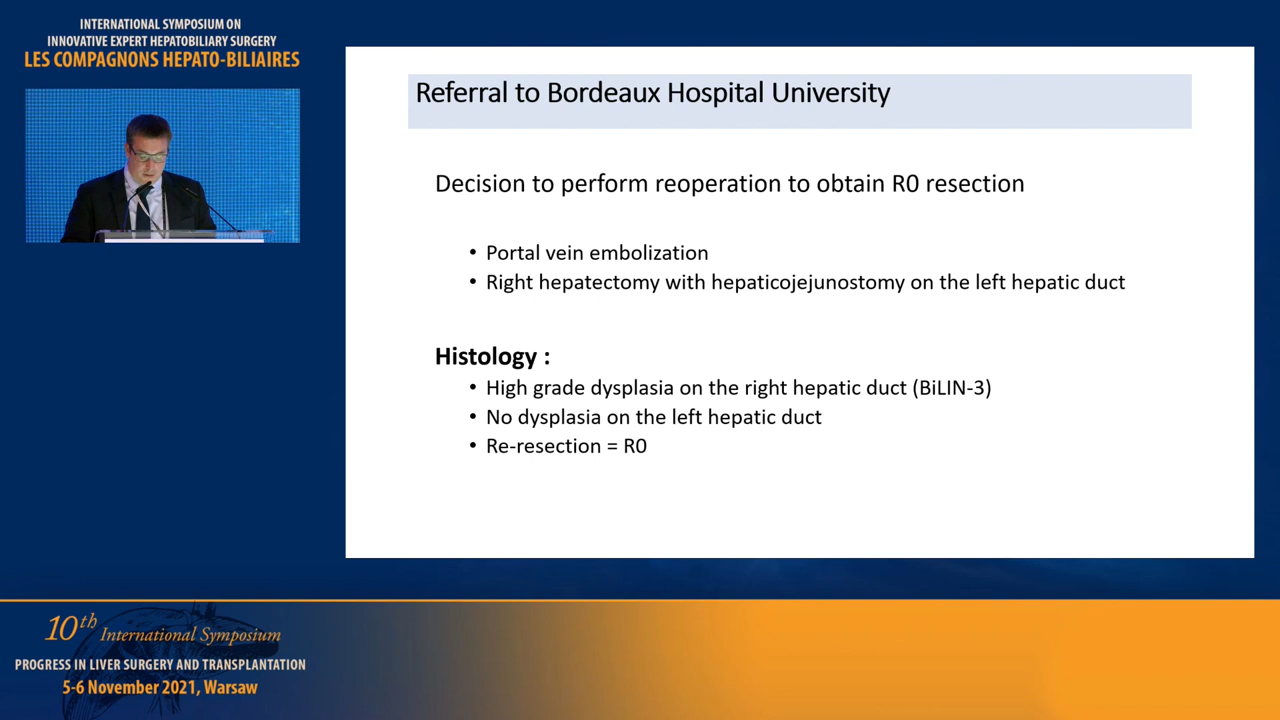 INTERNATIONAL SYMPOSIUM ON
INNOVATIVE EXPERT HEPATOBILIARY SURGERY
LES COMPAGNONS HEPATO-BILIAIRES
Referral to Bordeaux Hospital University
Decision to perform reoperation to obtain R0 resection
• Portal vein embolization
• Right hepatectomy with hepaticojejunostomy on the left hepatic duct
Histology :
• High grade dysplasia on the right hepatic duct (BiLIN-3)
• No dysplasia on the left hepatic duct
• Re-resection = R0
10th International Symposium
PROGRESS IN LIVER SURGERY AND TRANSPLANTATION
5-6 November 2021, Warsaw